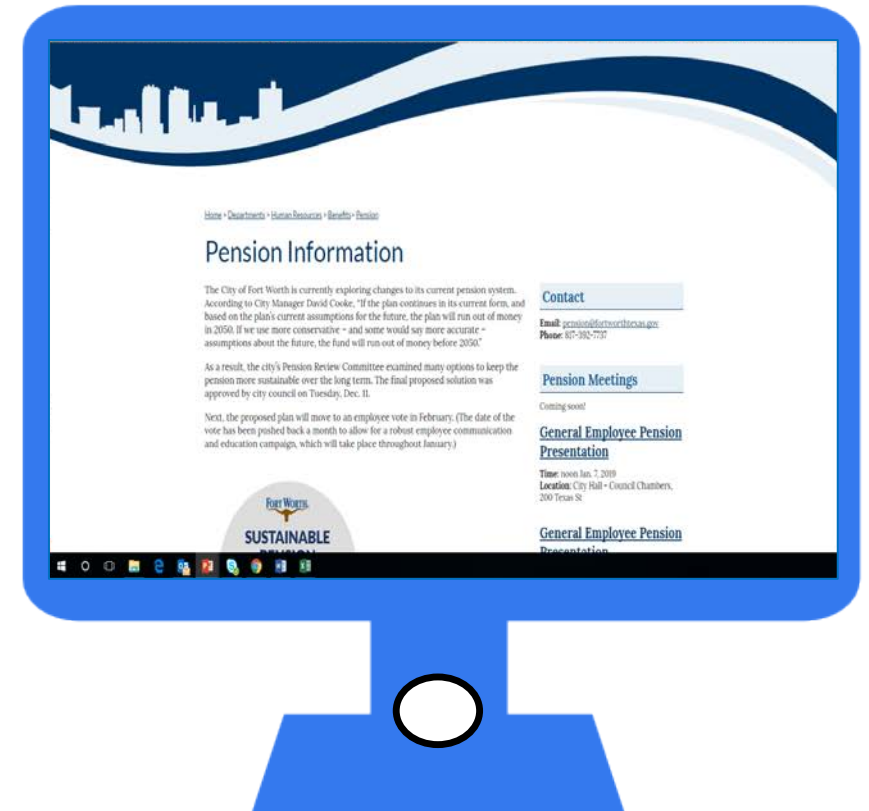 Home > Departments > Human Resources > Benefits > Pension
Pension Information
The City of Fort Worth is currently exploring changes to its current pension system.
According to City Manager David Cooke, "If the plan continues in its current form, and
based on the plan's current assumptions for the future, the plan will run out of money
in 2050. If we use more conservative – and some would say more accurate –
assumptions about the future, the fund will run out of money before 2050."
As a result, the city's Pension Review Committee examined many options to keep the
pension more sustainable over the long term. The final proposed solution was
approved by city council on Tuesday, Dec. 11.
Next, the proposed plan will move to an employee vote in February. (The date of the
vote has been pushed back a month to allow for a robust employee communication
and education campaign, which will take place throughout January.)
FORT WORTH
SUSTAINABLE
PENSION
Contact
Email: pension@fortworthtexas.gov
Phone: 817-392-7737
Pension Meetings
Coming soon!
General Employee Pension
Presentation
Time: noon Jan. 7, 2019
Location: City Hall – Council Chambers,
200 Texas St
General Employee Pension
Presentation